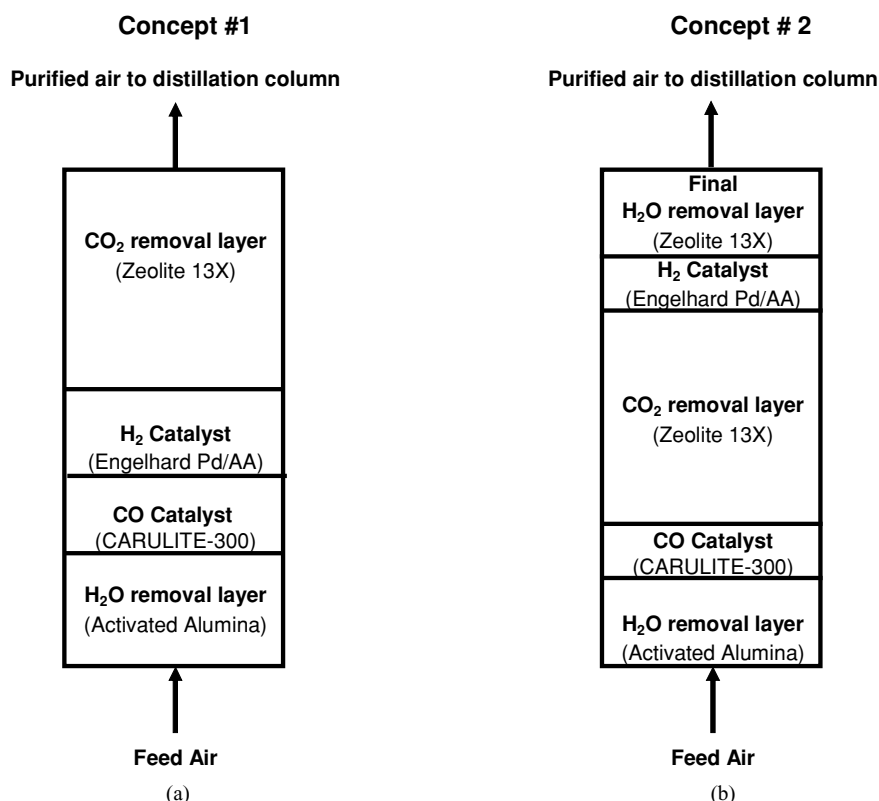 Concept #1
Purified air to distillation column
CO₂ removal layer
(Zeolite 13X)
H₂ Catalyst
(Engelhard Pd/AA)
CO Catalyst
(CARULITE-300)
H₂O removal layer
(Activated Alumina)
Feed Air
(a)
Concept # 2
Purified air to distillation column
Final
H₂O removal layer
(Zeolite 13X)
H₂ Catalyst
(Engelhard Pd/AA)
CO₂ removal layer
(Zeolite 13X)
CO Catalyst
(CARULITE-300)
H₂O removal layer
(Activated Alumina)
Feed Air
(b)